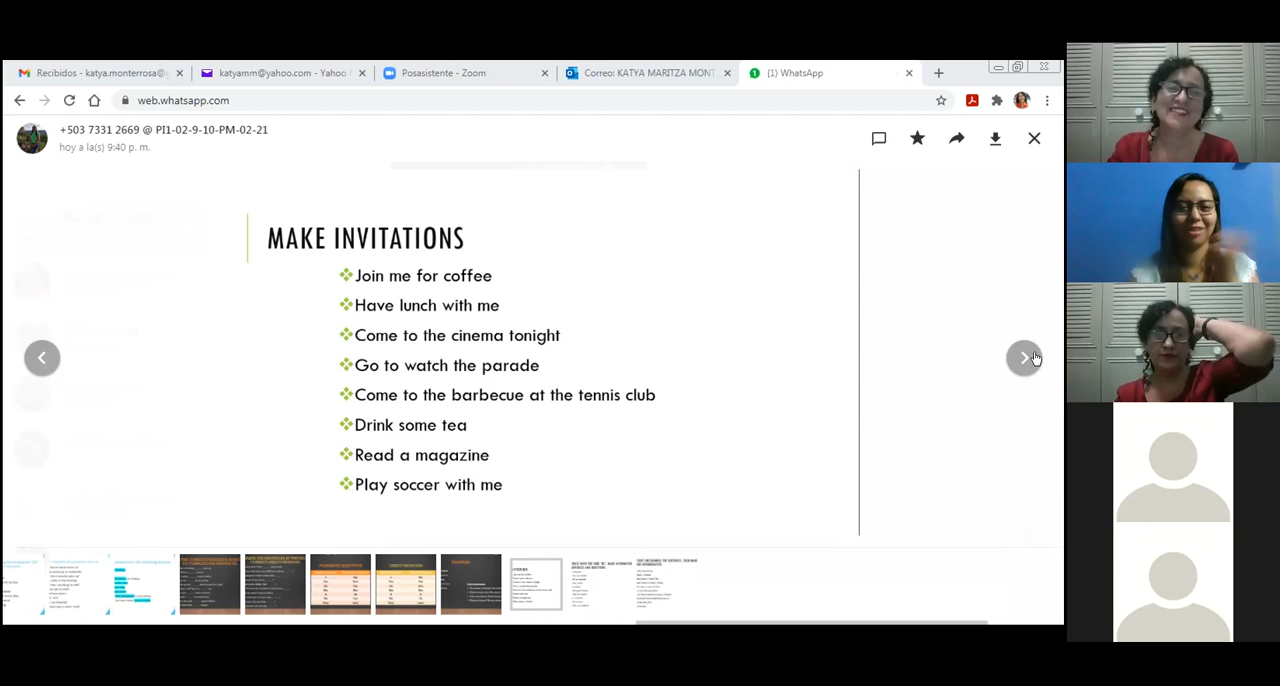 Recibidos - katya.monterrosa@
katyamm@yahoo.com - Yahoo
Posasistente - Zoom
Correo: KATYA MARITZA MONT
(1) WhatsApp
web.whatsapp.com
+503 7331 2669 @ PI1-02-9-10-PM-02-21
hoy a la(s) 9:40 p. m.
MAKE INVITATIONS
Join me for coffee
Have lunch with me
Come to the cinema tonight
Go to watch the parade
Come to the barbecue at the tennis club
Drink some tea
Read a magazine
Play soccer with me